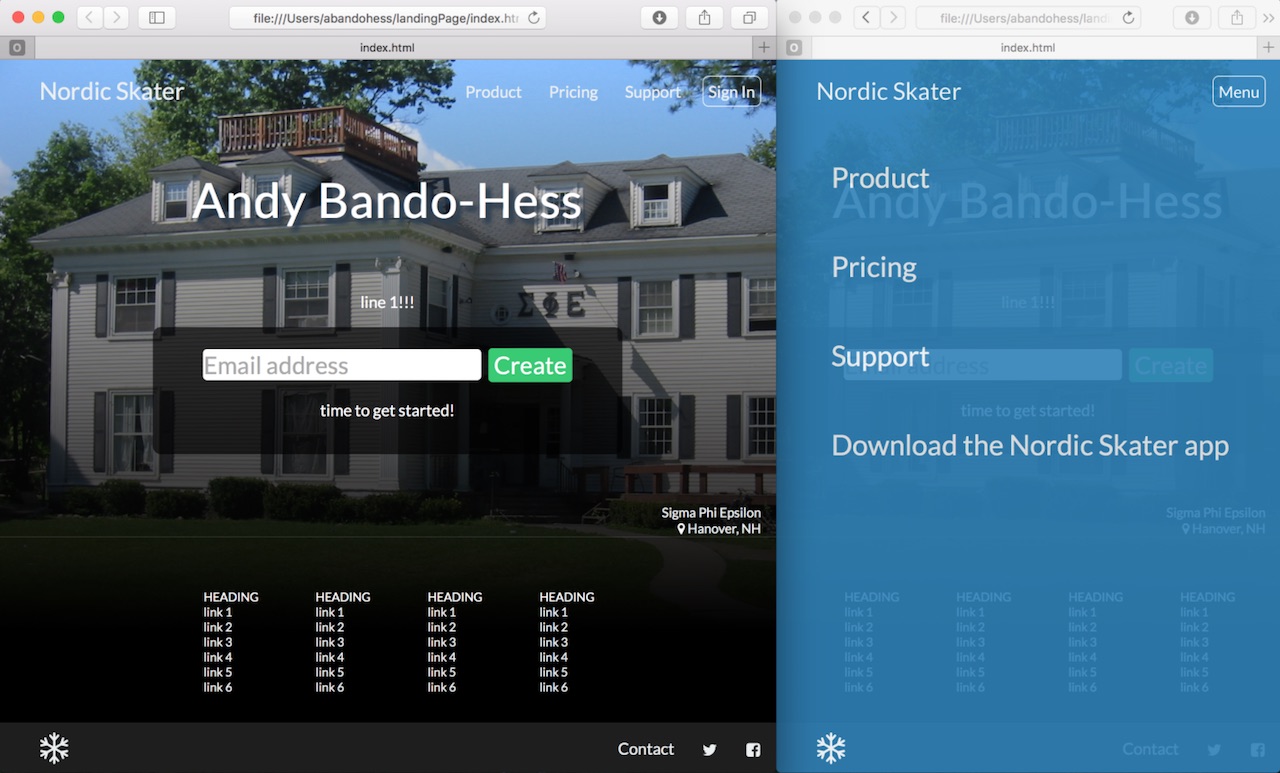 file:///Users/abandohess/landingPage/index.htm
index.html
Nordic Skater
Product
Pricing
Support
Sign In
Andy Bando-Hess
line 1!!!
ΣΦΕ
Email address
Create
time to get started!
Sigma Phi Epsilon
Hanover, NH
HEADING
link 1
link 2
link 3
link 4
link 5
link 6
HEADING
link 1
link 2
link 3
link 4
link 5
link 6
HEADING
link 1
link 2
link 3
link 4
link 5
link 6
HEADING
link 1
link 2
link 3
link 4
link 5
link 6
Contact
file:///Users/abandohess/landi
index.html
Nordic Skater
Menu
Product
Andy Bando-Hess
Pricing
line 1!!!
Support
Email address
Create
time to get started!
Download the Nordic Skater app
Sigma Phi Epsilon
Hanover, NH
HEADING
link 1
link 2
link 3
link 4
link 5
link 6
HEADING
link 1
link 2
link 3
link 4
link 5
link 6
HEADING
link 1
link 2
link 3
link 4
link 5
link 6
HEADING
link 1
link 2
link 3
link 4
link 5
link 6
Contact